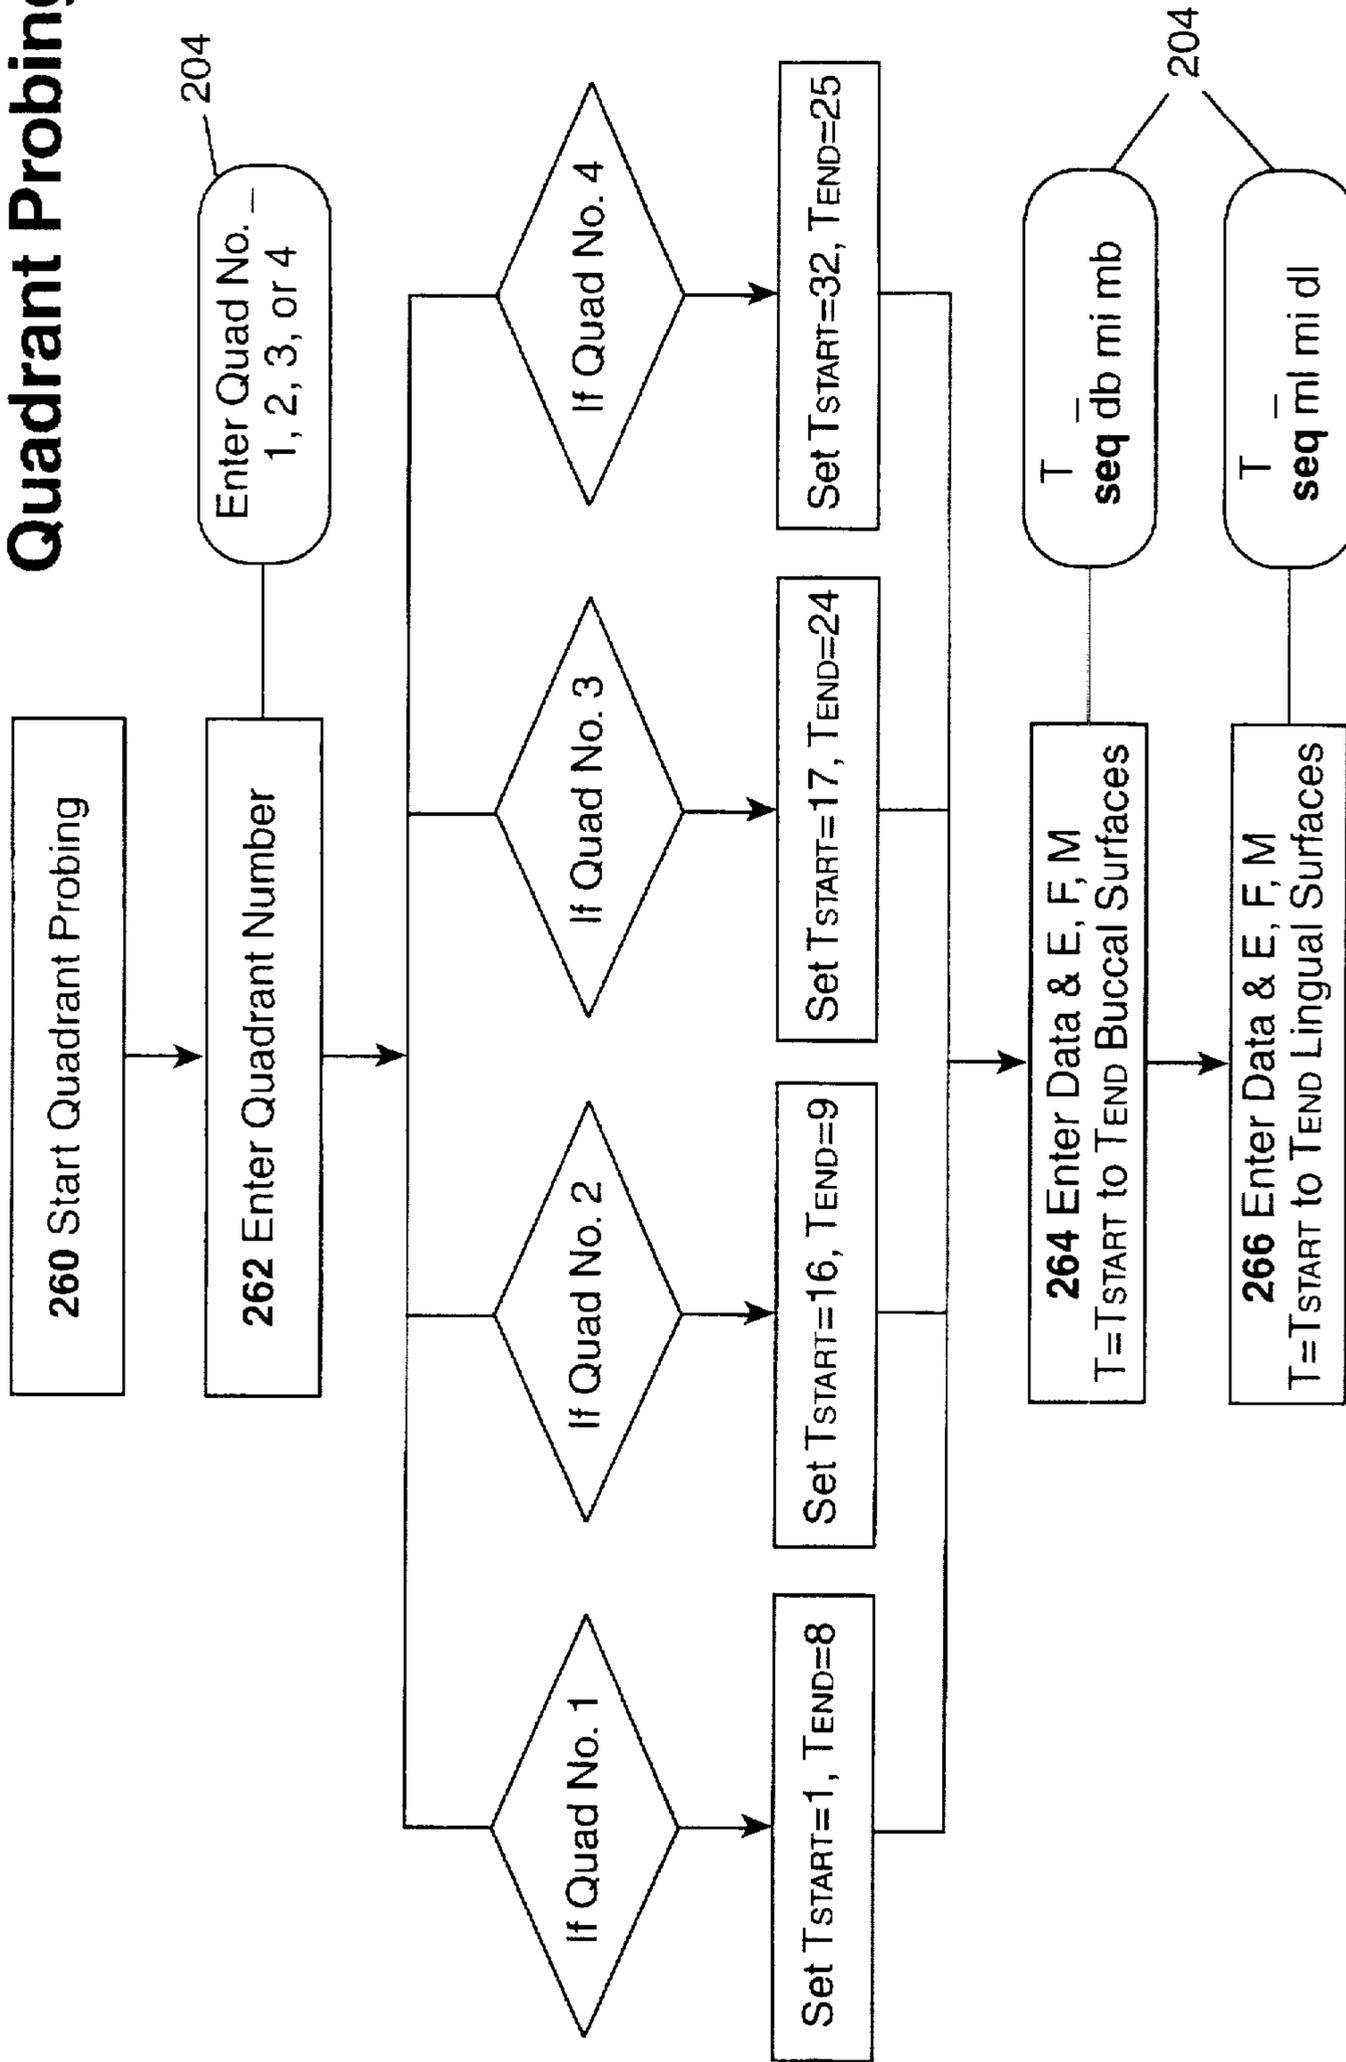 Quadrant Probing
260 Start Quadrant Probing
262 Enter Quadrant Number
Enter Quad No. _
1, 2, 3, or 4
204
If Quad No. 1
If Quad No. 2
If Quad No. 3
If Quad No. 4
Set TSTART=1, TEND=8
Set TSTART=16, TEND=9
Set TSTART=17, TEND=24
Set TSTART=32, TEND=25
264 Enter Data & E, F, M
T=TSTART to TEND Buccal Surfaces
T _
seq db mi mb
204
266 Enter Data & E, F, M
T=TSTART to TEND Lingual Surfaces
T _
seq ml mi dl